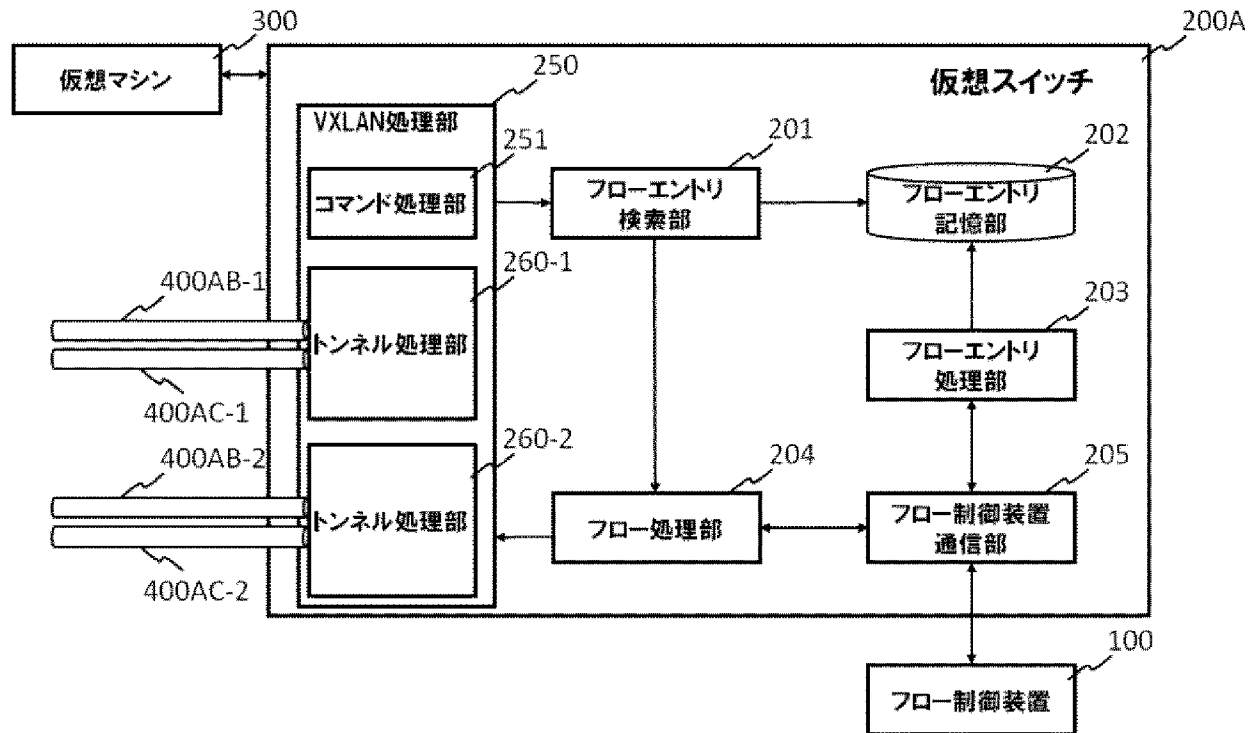 300
仮想マシン
200A
仮想スイッチ
250
VXLAN処理部
251
コマンド処理部
201
フローエントリ
検索部
202
フローエントリ
記憶部
400AB-1
260-1
トンネル処理部
400AC-1
203
フローエントリ
処理部
400AB-2
260-2
トンネル処理部
400AC-2
204
フロー処理部
205
フロー制御装置
通信部
100
フロー制御装置